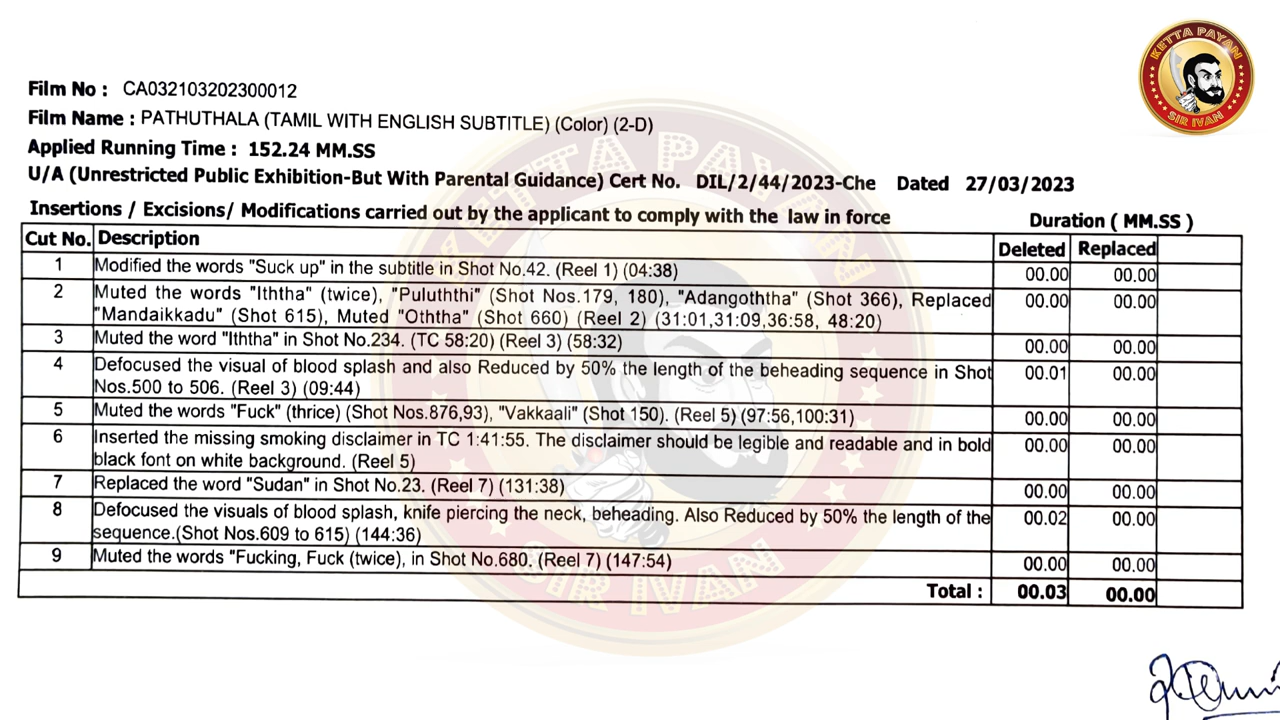 KETTA PAYAN
SIR IVAN
Film No : CA032103202300012
Film Name : PATHUTHALA (TAMIL WITH ENGLISH SUBTITLE) (Color) (2-D)
Applied Running Time : 152.24 MM.SS
U/A (Unrestricted Public Exhibition-But With Parental Guidance) Cert No. DIL/2/44/2023-Che Dated 27/03/2023
Insertions / Excisions/ Modifications carried out by the applicant to comply with the law in force Duration ( MM.SS )
Cut No. Description Deleted Replaced
1 Modified the words "Suck up" in the subtitle in Shot No.42. (Reel 1) (04:38) 00.00 00.00
2 Muted the words "Iththa" (twice), "Puluththi" (Shot Nos.179, 180), "Adangoththa" (Shot 366), Replaced 00.00 00.00
"Mandaikkadu" (Shot 615), Muted "Oththa" (Shot 660) (Reel 2) (31:01,31:09,36:58, 48:20)
3 Muted the word "Iththa" in Shot No.234. (TC 58:20) (Reel 3) (58:32) 00.00 00.00
4 Defocused the visual of blood splash and also Reduced by 50% the length of the beheading sequence in Shot 00.01 00.00
Nos.500 to 506. (Reel 3) (09:44)
5 Muted the words "Fuck" (thrice) (Shot Nos.876,93), "Vakkaali" (Shot 150). (Reel 5) (97:56,100:31) 00.00 00.00
6 Inserted the missing smoking disclaimer in TC 1:41:55. The disclaimer should be legible and readable and in bold 00.00 00.00
black font on white background. (Reel 5)
7 Replaced the word "Sudan" in Shot No.23. (Reel 7) (131:38) 00.00 00.00
8 Defocused the visuals of blood splash, knife piercing the neck, beheading. Also Reduced by 50% the length of the 00.02 00.00
sequence.(Shot Nos.609 to 615) (144:36)
9 Muted the words "Fucking, Fuck (twice), in Shot No.680. (Reel 7) (147:54) 00.00 00.00
Total : 00.03 00.00
KETTA PAYAN
SIR IVAN